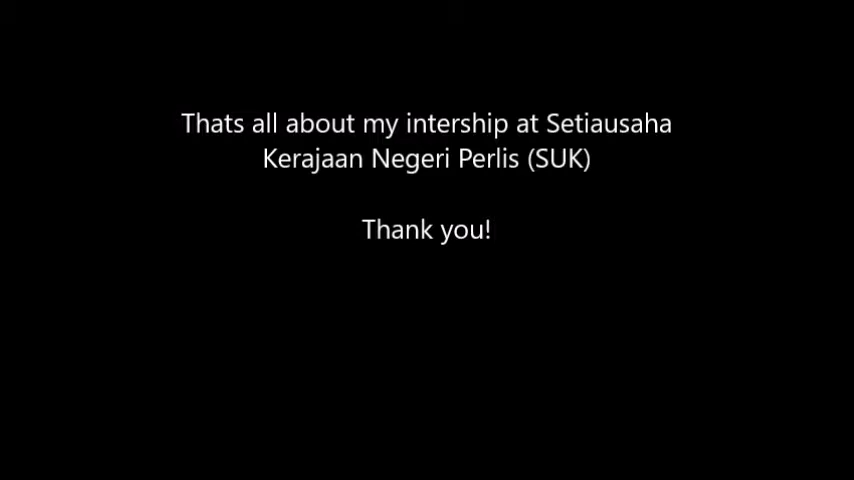 Thats all about my intership at Setiausaha
Kerajaan Negeri Perlis (SUK)
Thank you!